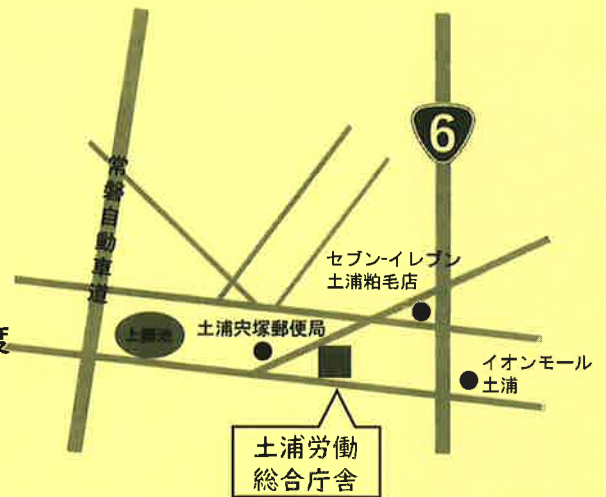 常磐自動車道
6
セブン-イレブン
土浦粕毛店
土浦宍塚郵便局
度
イオンモール
土浦
土浦労働
総合庁舎